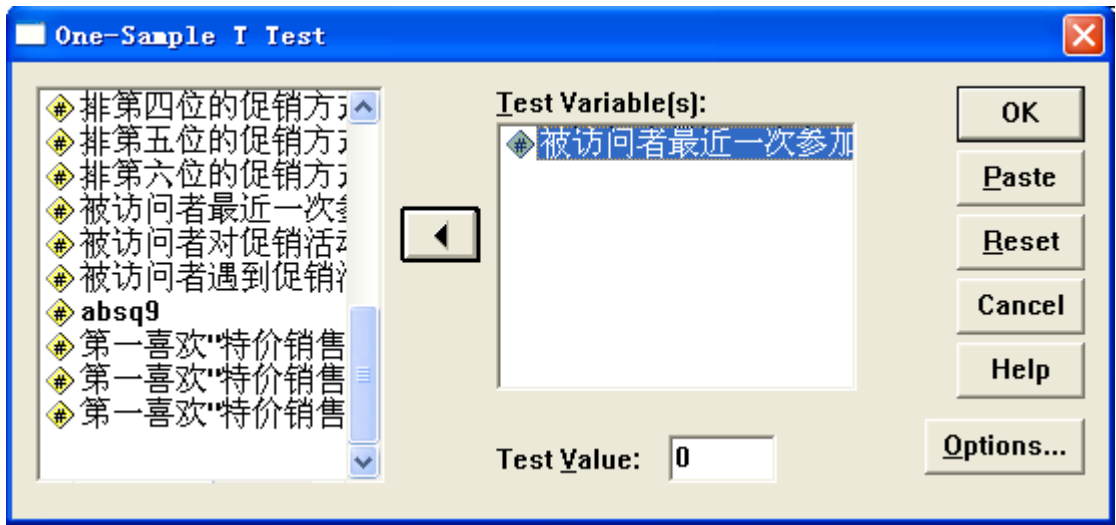 One-Sample T Test
排第四位的促销方式
排第五位的促销方
排第六位的促销方
被访问者最近一次参
被访问者对促销活动
被访问者遇到促销
absq9
第一喜欢"特价销售
第一喜欢"特价销售
第一喜欢"特价销售
Test Variable(s):
被访问者最近一次参加
Test Value:
0
OK
Paste
Reset
Cancel
Help
Options...